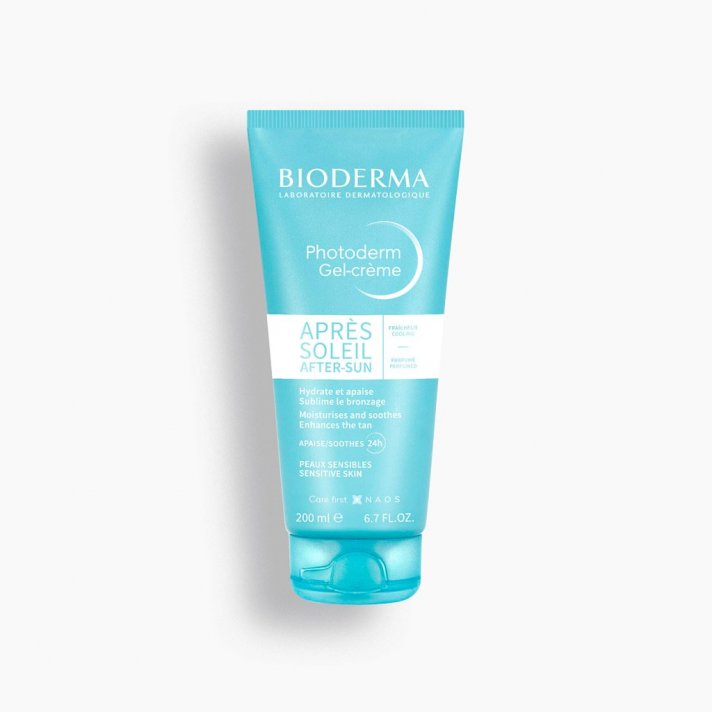 BIODERMA
LABORATOIRE DERMATOLOGIQUE
Photoderm
Gel-crème
APRÈS
SOLEIL
AFTER-SUN
FRAÎCHEUR
COOLING
PARFUMÉ
PERFUMED
Hydrate et apaise
Sublime le bronzage
Moisturises and soothes
Enhances the tan
APAISE/SOOTHES 24h
PEAUX SENSIBLES
SENSITIVE SKIN
Care first. NAOS
200 ml e 6.7 FL.OZ.